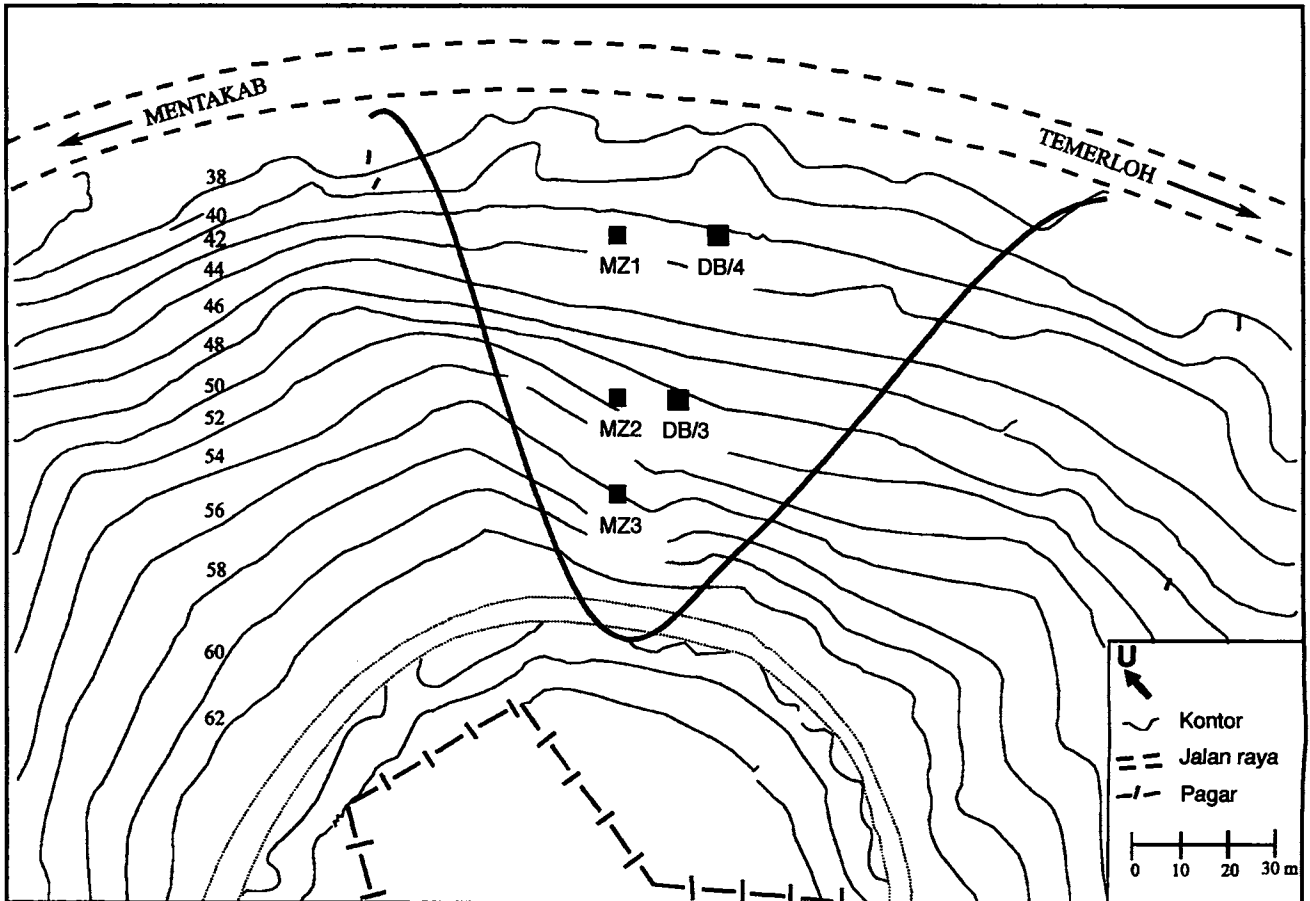 MENTAKAB
TEMERLOH
38
40
42
44
46
48
50
52
54
56
58
60
62
MZ1
DB/4
MZ2
DB/3
MZ3
U
Kontor
Jalan raya
Pagar
0 10 20 30 m